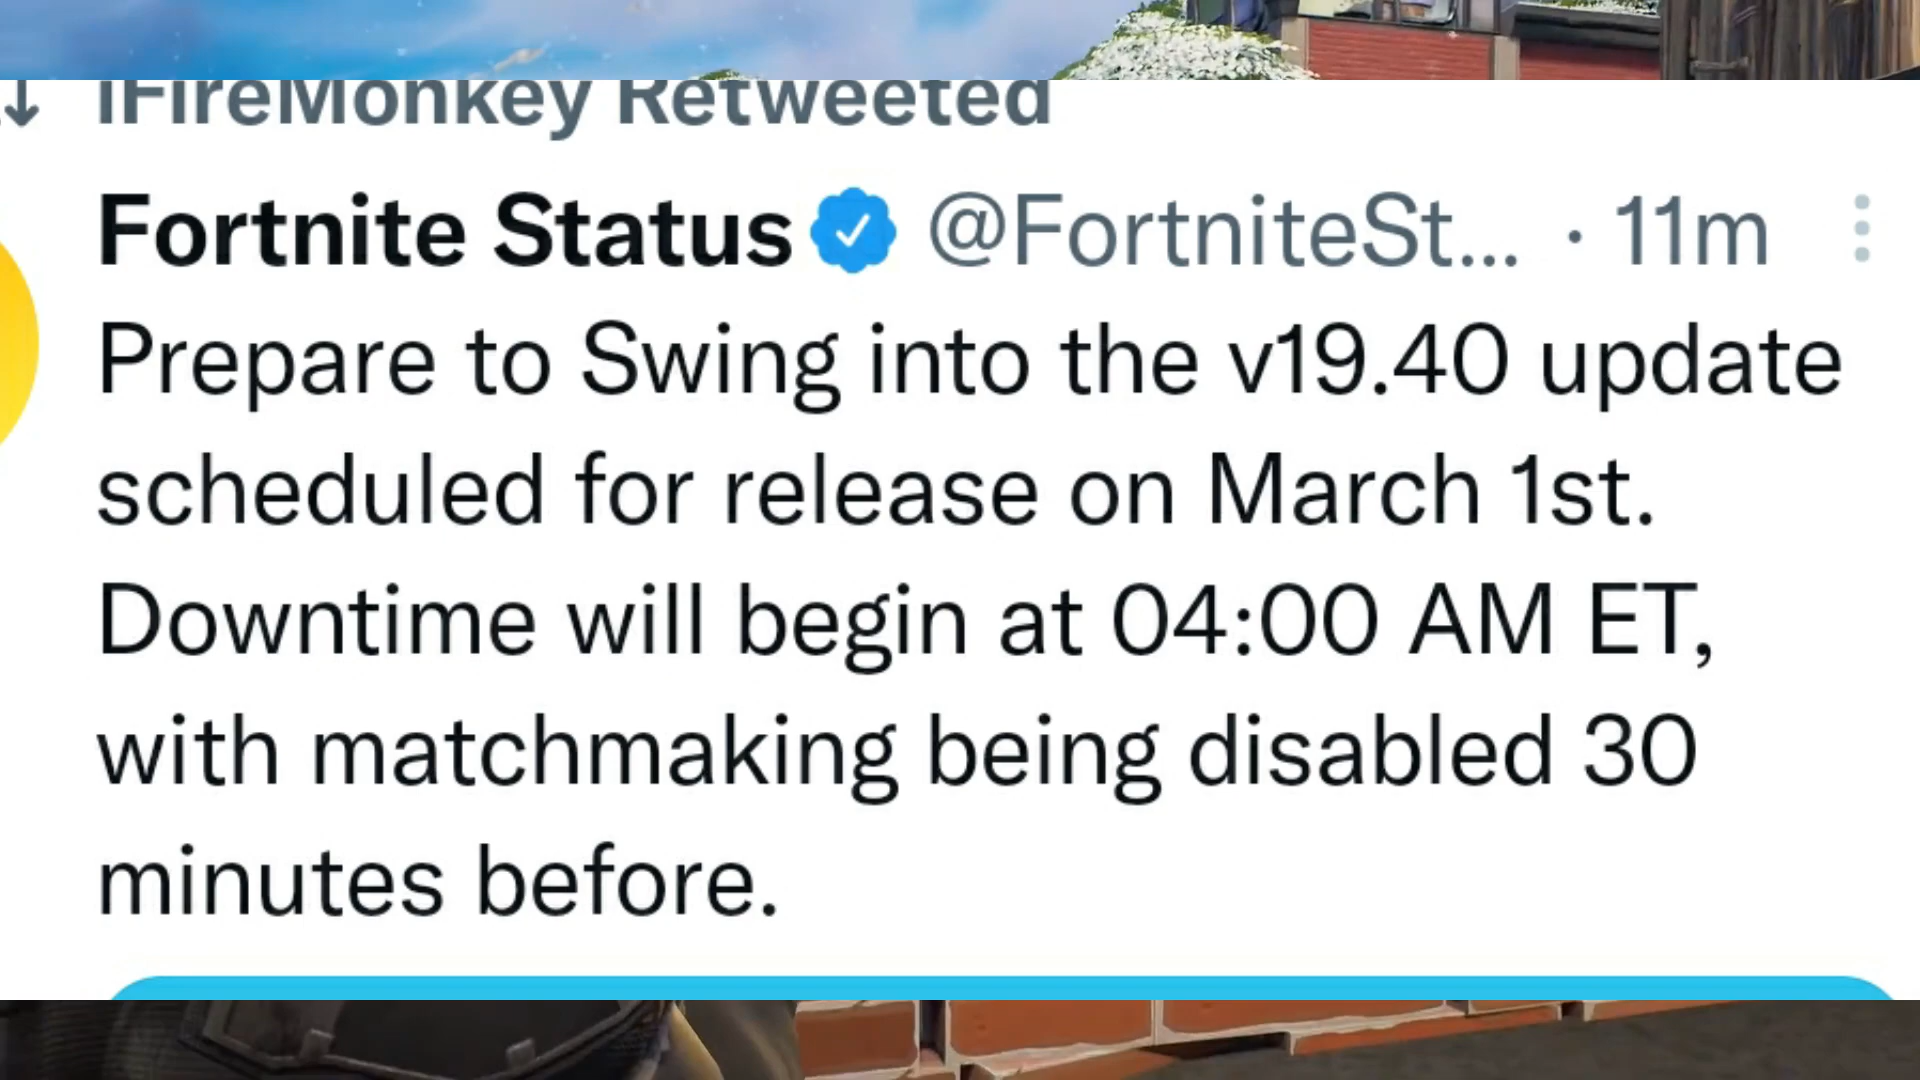 iFireMonkey Retweeted
Fortnite Status @FortniteSt... · 11m
Prepare to Swing into the v19.40 update
scheduled for release on March 1st.
Downtime will begin at 04:00 AM ET,
with matchmaking being disabled 30
minutes before.